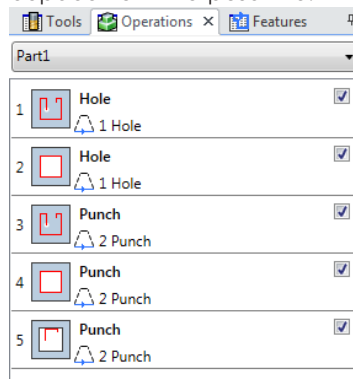 Tools Operations Features
Part1
1 Hole
1 Hole
2 Hole
1 Hole
3 Punch
2 Punch
4 Punch
2 Punch
5 Punch
2 Punch